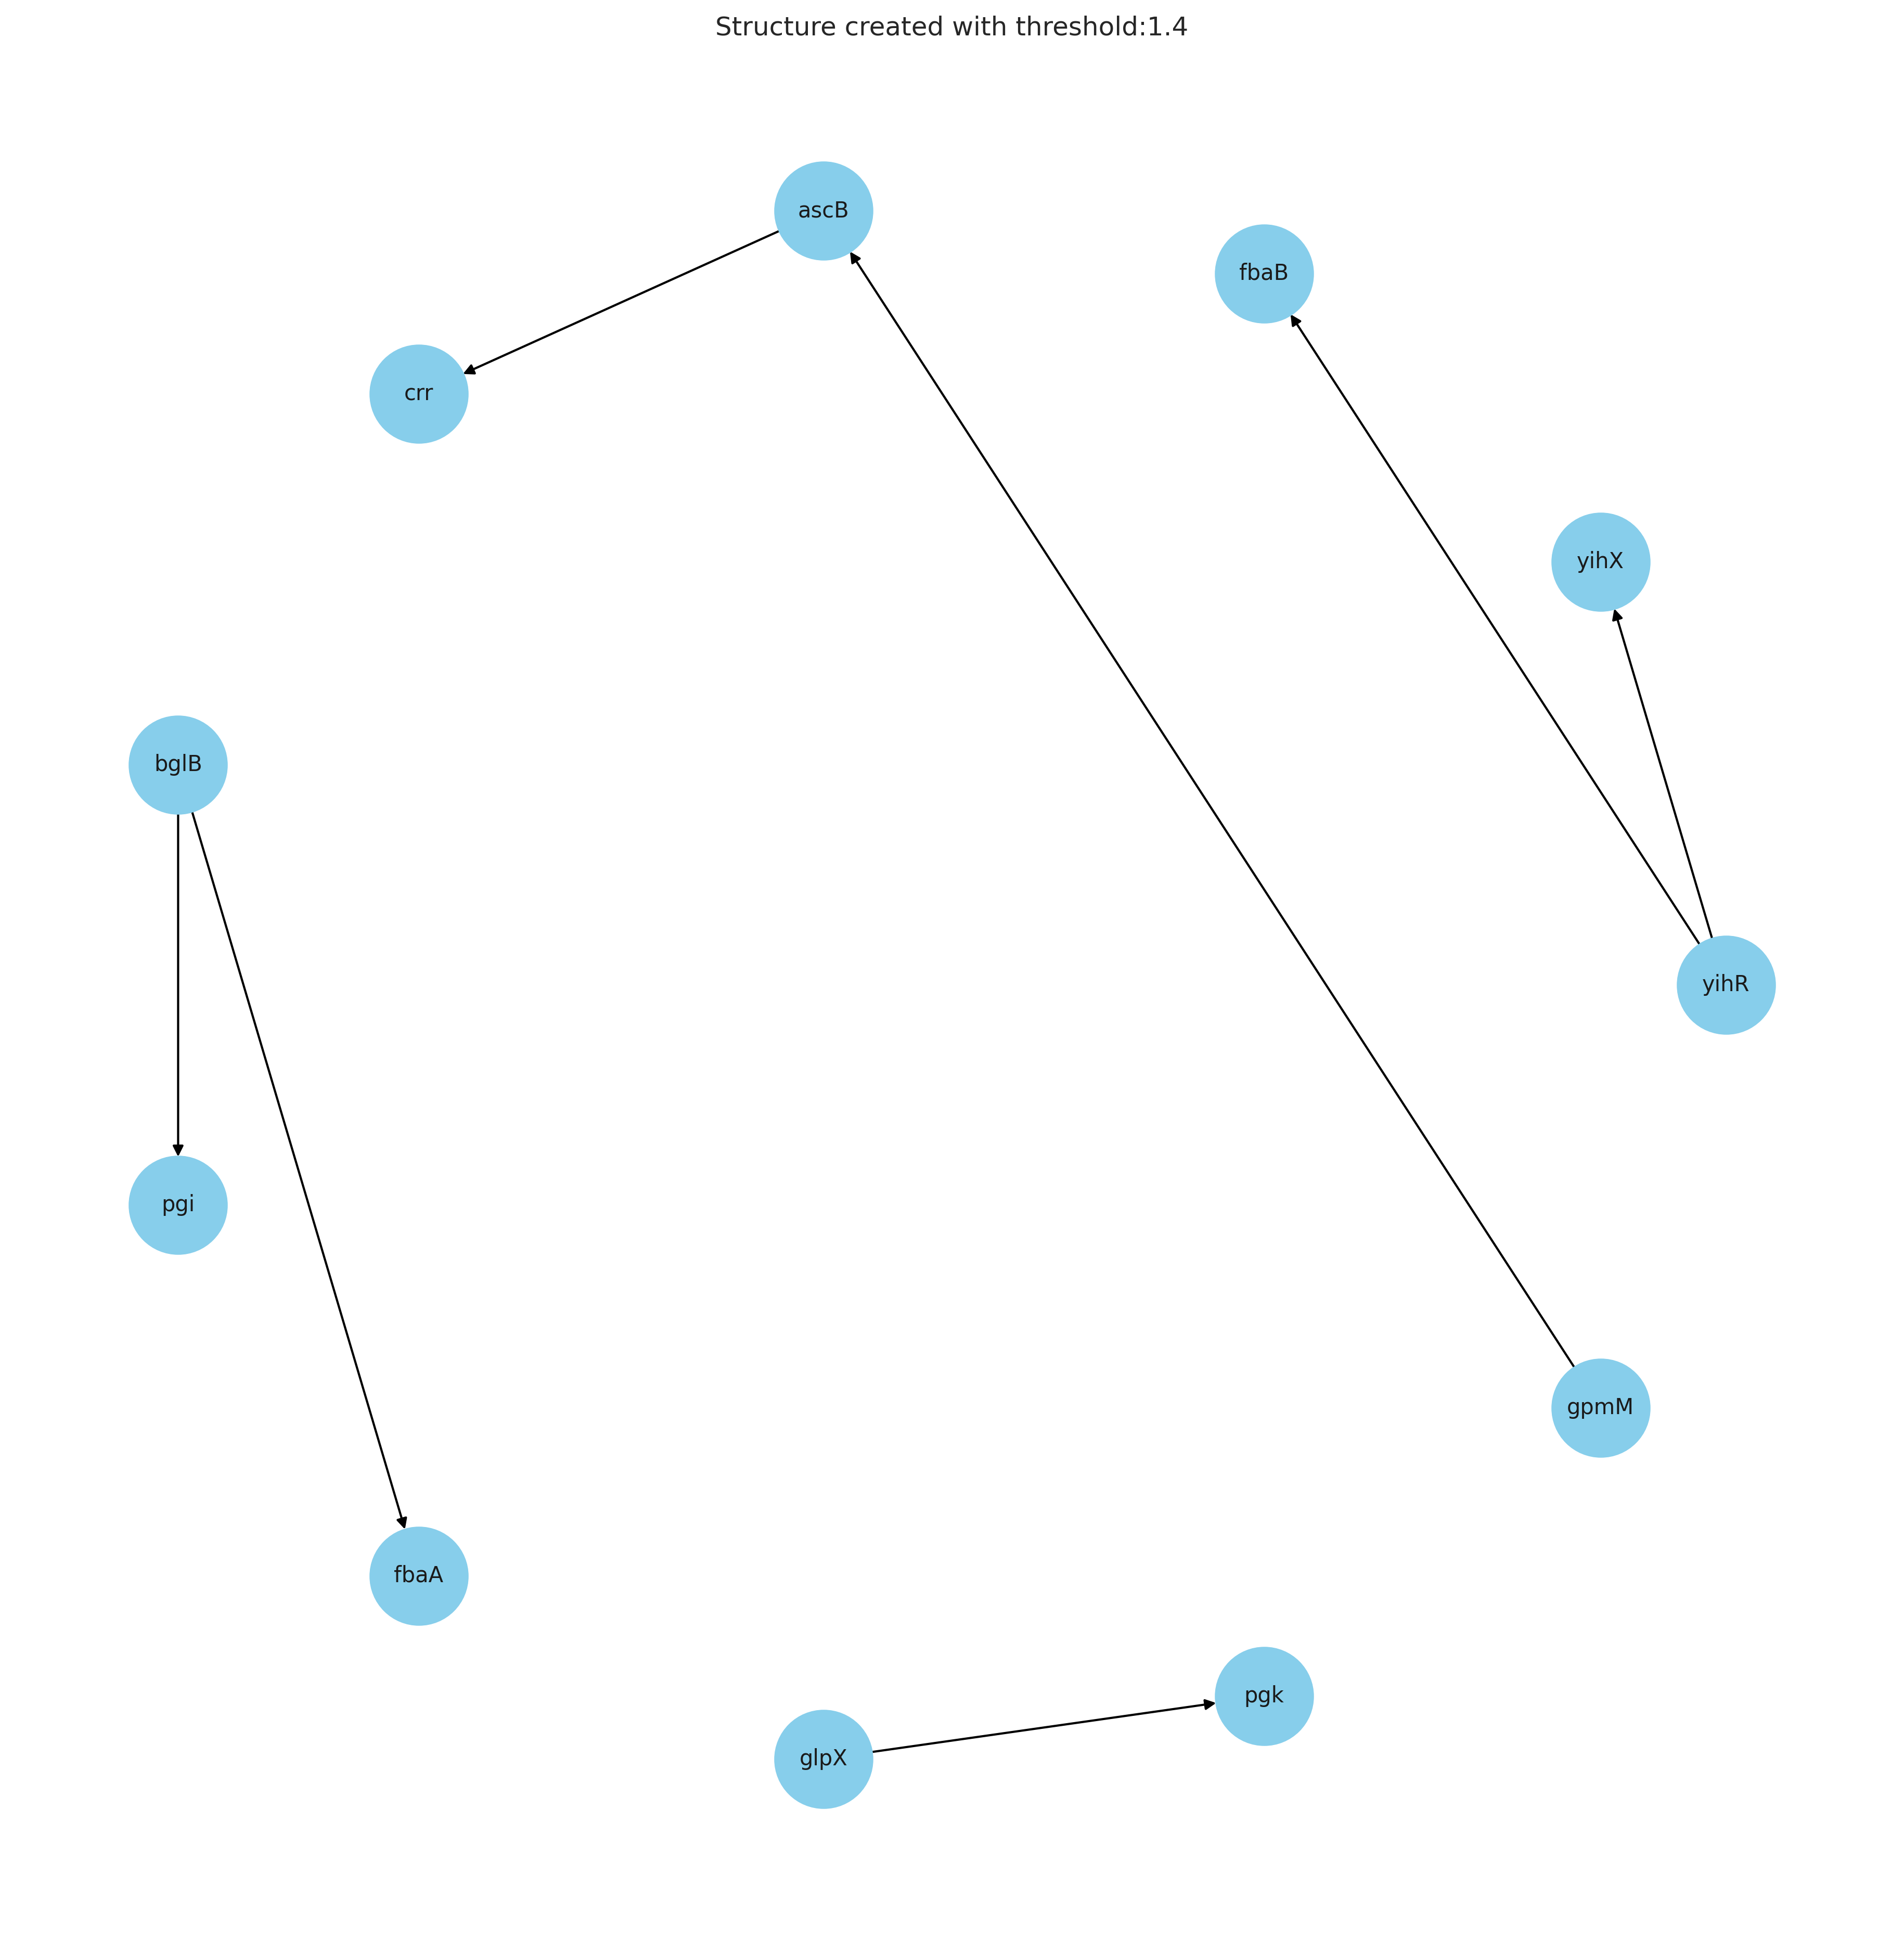 Structure created with threshold:1.4
ascB
fbaB
crr
yihX
bglB
yihR
pgi
gpmM
fbaA
pgk
glpX